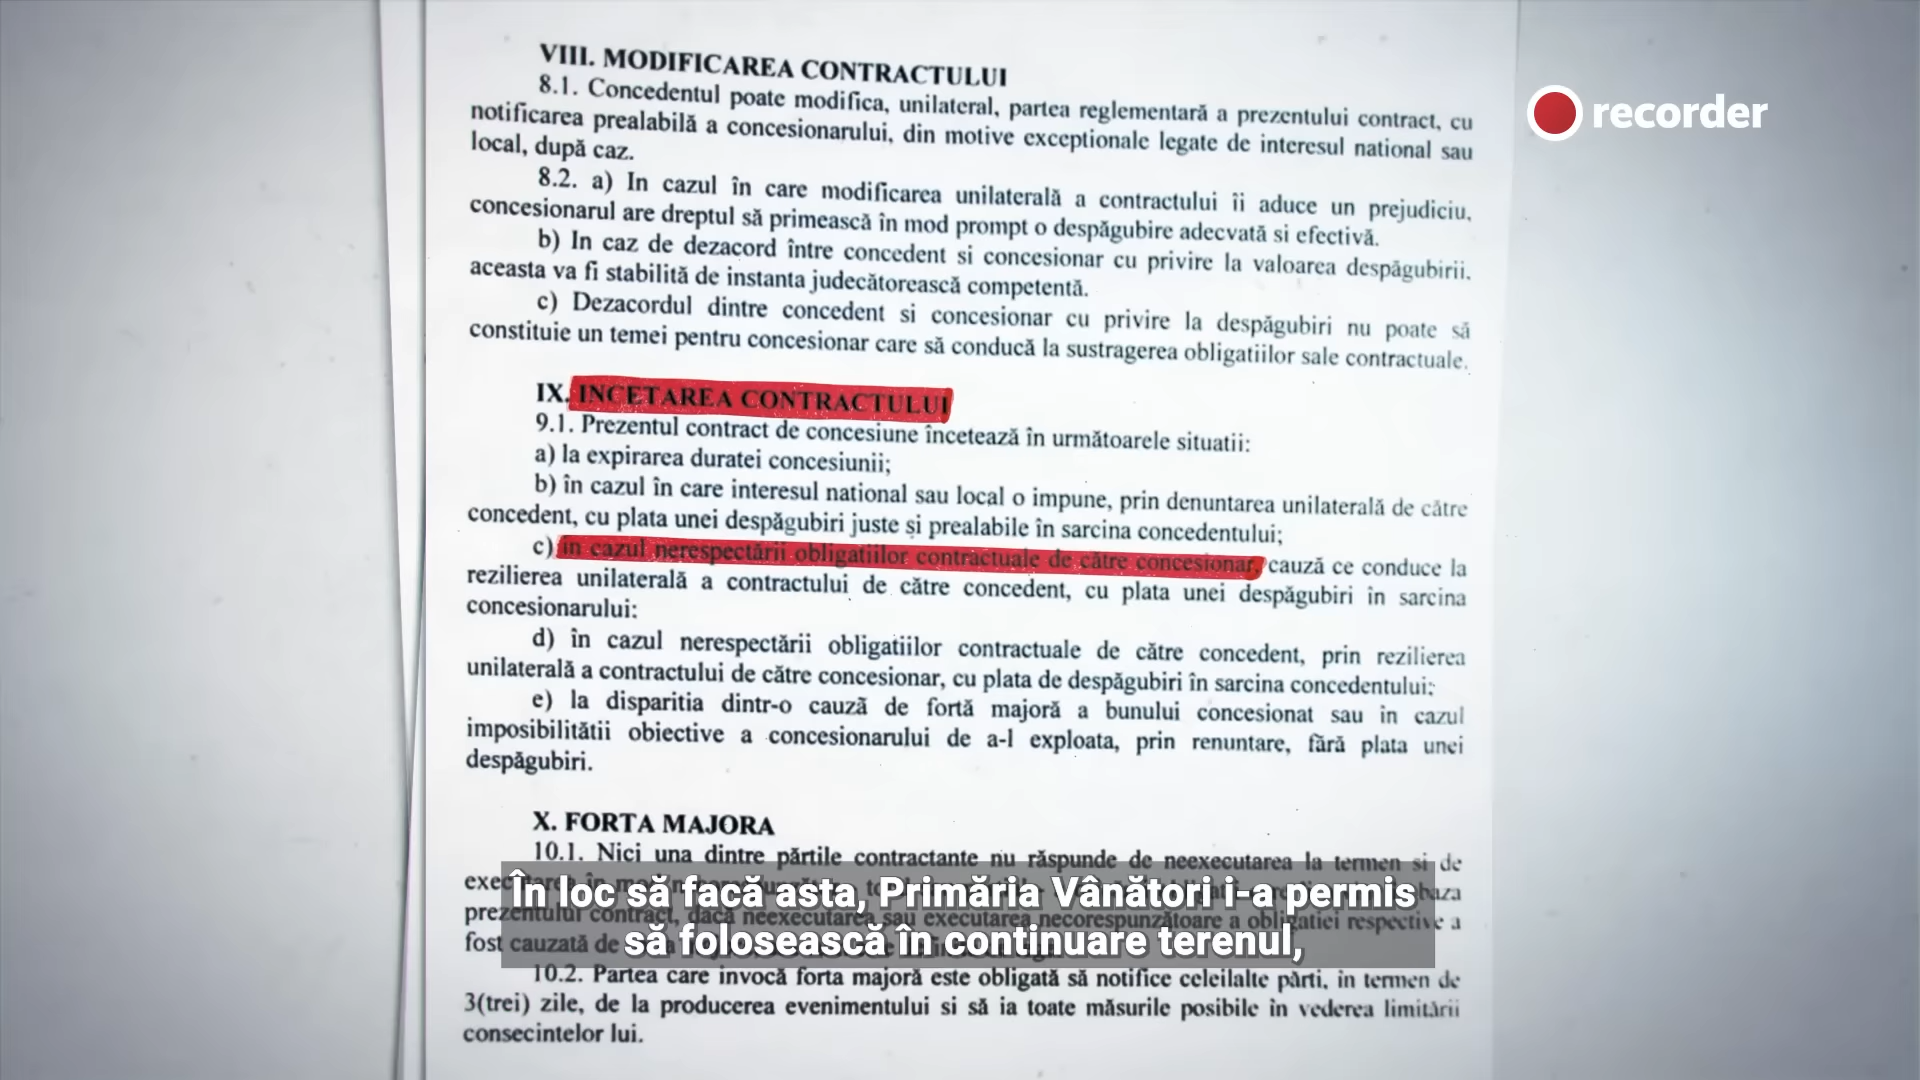 VIII. MODIFICAREA CONTRACTULUI
8.1. Concedentul poate modifica, unilateral, partea reglementară a prezentului contract, cu
notificarea prealabilă a concesionarului, din motive exceptionale legate de interesul national sau
local, după caz.
8.2. a) In cazul în care modificarea unilaterală a contractului îi aduce un prejudiciu,
concesionarul are dreptul să primească în mod prompt o despăgubire adecvată si efectivă.
b) In caz de dezacord între concedent si concesionar cu privire la valoarea despăgubirii,
aceasta va fi stabilită de instanta judecătorească competentă.
c) Dezacordul dintre concedent si concesionar cu privire la despăgubiri nu poate să
constituie un temei pentru concesionar care să conducă la sustragerea obligatiilor sale contractuale.
IX. INCETAREA CONTRACTULUI
9.1. Prezentul contract de concesiune încetează în următoarele situatii:
a) la expirarea duratei concesiunii;
b) în cazul în care interesul national sau local o impune, prin denuntarea unilaterală de către
concedent, cu plata unei despăgubiri juste și prealabile în sarcina concedentului;
c) in cazul nerespectării obligatiilor contractuale de către concesionar, cauză ce conduce la
rezilierea unilaterală a contractului de către concedent, cu plata unei despăgubiri în sarcina
concesionarului:
d) în cazul nerespectării obligatiilor contractuale de către concedent, prin rezilierea
unilaterală a contractului de către concesionar, cu plata de despăgubiri în sarcina concedentului;
e) la disparitia dintr-o cauză de fortă majoră a bunului concesionat sau in cazul
imposibilitătii obiective a concesionarului de a-l exploata, prin renuntare, fără plata unei
despăgubiri.
X. FORTA MAJORA
10.1. Nici una dintre părtile contractante nu răspunde de neexecutarea la termen si de
baza
prezentului contract, dacă neexecutarea sau executarea necorespunzătoare a obligatiei respective a
fost cauzată de
10.2. Partea care invocă forta majoră este obligată să notifice celeilalte părti, in termen de
3(trei) zile, de la producerea evenimentului si să ia toate măsurile posibile în vederea limitării
consecintelor lui.
recorder
În loc să facă asta, Primăria Vânători i-a permis
să folosească în continuare terenul,